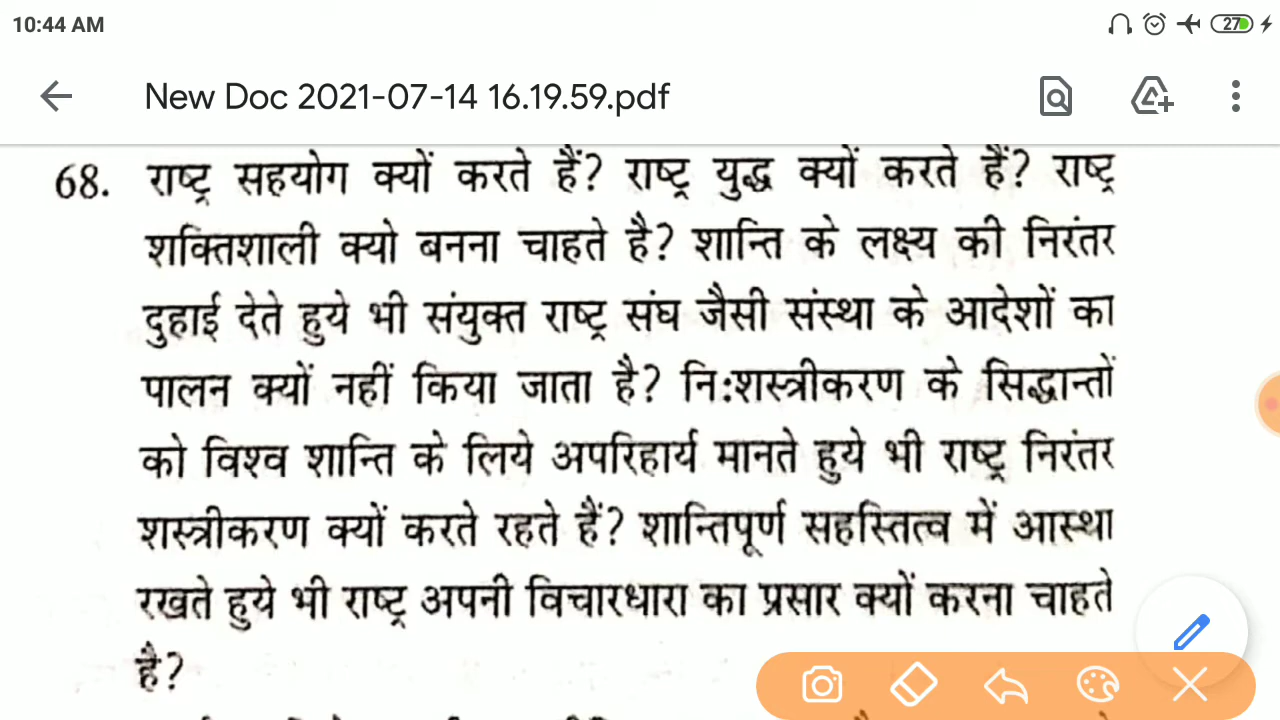 10:44 AM
27
New Doc 2021-07-14 16.19.59.pdf
68. राष्ट्र सहयोग क्यों करते हैं? राष्ट्र युद्ध क्यों करते हैं? राष्ट्र
शक्तिशाली क्यो बनना चाहते है? शान्ति के लक्ष्य की निरंतर
दुहाई देते हुये भी संयुक्त राष्ट्र संघ जैसी संस्था के आदेशों का
पालन क्यों नहीं किया जाता है? नि:शस्त्रीकरण के सिद्धान्तों
को विश्व शान्ति के लिये अपरिहार्य मानते हुये भी राष्ट्र निरंतर
शस्त्रीकरण क्यों करते रहते हैं? शान्तिपूर्ण सहस्तित्व में आस्था
रखते हुये भी राष्ट्र अपनी विचारधारा का प्रसार क्यों करना चाहते
है?